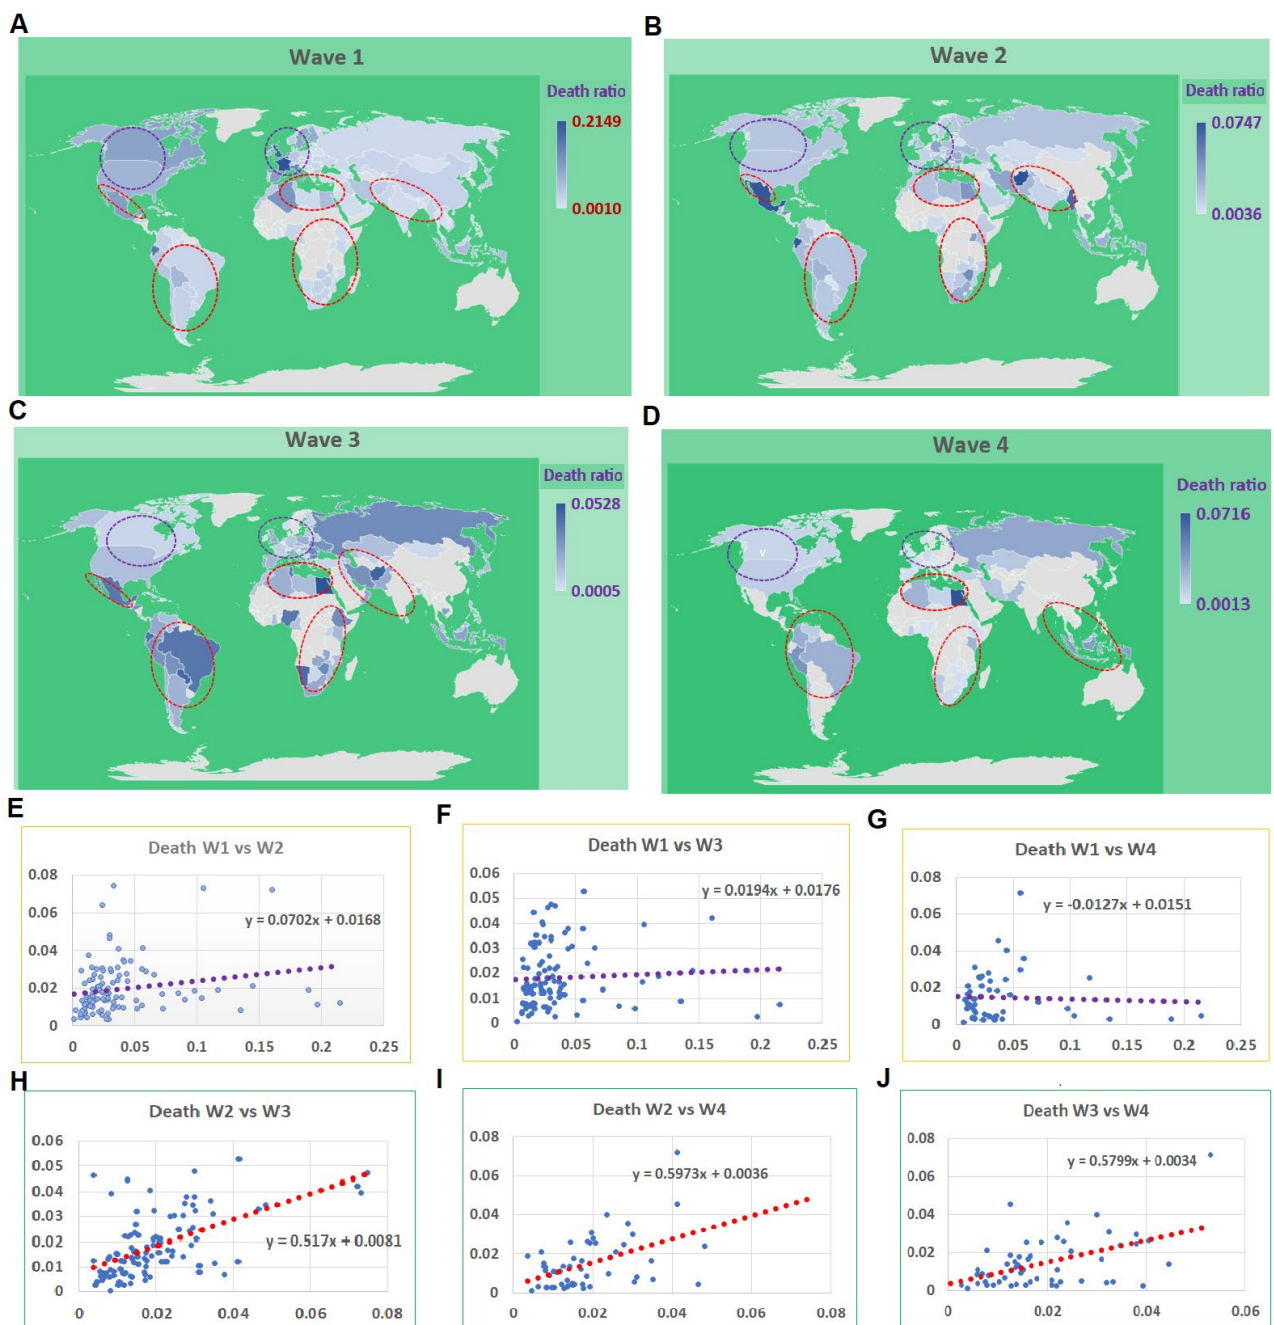 A
Wave 1
Death ratio
0.2149
0.0010
B
Wave 2
Death ratio
0.0747
0.0036
C
Wave 3
Death ratio
0.0528
0.0005
D
Wave 4
Death ratio
0.0716
0.0013
V
E
Death W1 vs W2
0.08
0.06
0.04
0.02
0
y = 0.0702x + 0.0168
0 0.05 0.1 0.15 0.2 0.25
F
Death W1 vs W3
0.06
0.05
0.04
0.03
0.02
0.01
0
y = 0.0194x + 0.0176
0 0.05 0.1 0.15 0.2 0.25
G
Death W1 vs W4
0.08
0.06
0.04
0.02
0
y = -0.0127x + 0.0151
0 0.05 0.1 0.15 0.2 0.25
H
Death W2 vs W3
0.06
0.05
0.04
0.03
0.02
0.01
0
y = 0.517x + 0.0081
0 0.02 0.04 0.06 0.08
I
Death W2 vs W4
0.08
0.06
0.04
0.02
0
y = 0.5973x + 0.0036
0 0.02 0.04 0.06 0.08
J
Death W3 vs W4
0.08
0.06
0.04
0.02
0
y = 0.5799x + 0.0034
0 0.02 0.04 0.06